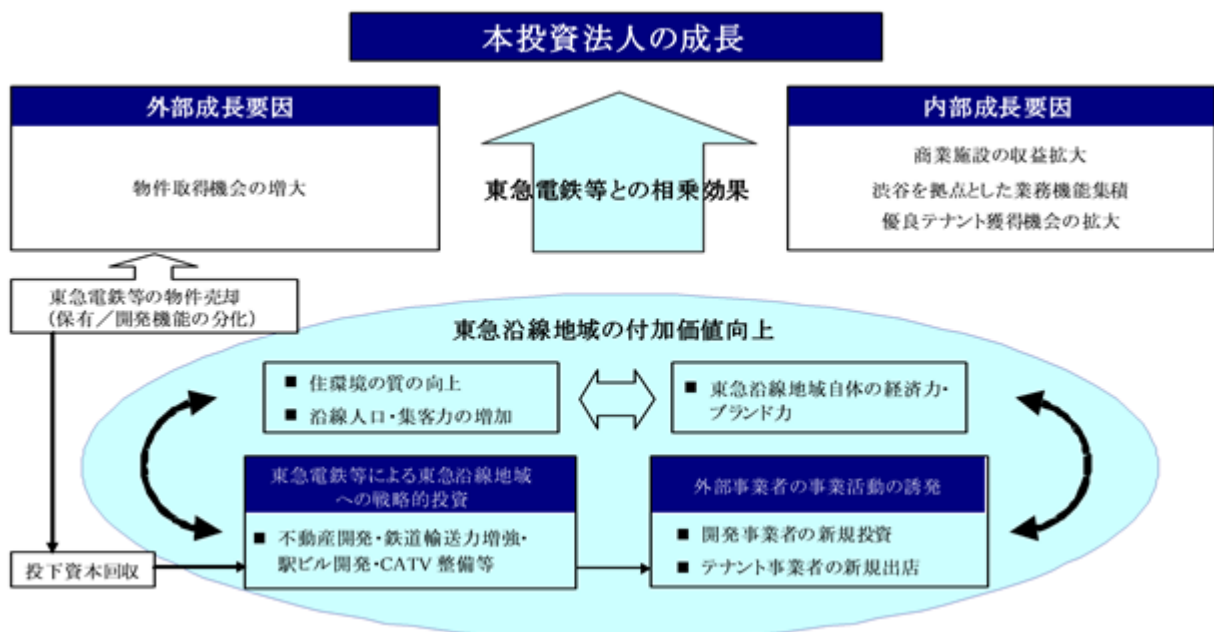 本投資法人の成長
外部成長要因
物件取得機会の増大
東急電鉄等との相乗効果
内部成長要因
商業施設の収益拡大
渋谷を拠点とした業務機能集積
優良テナント獲得機会の拡大
東急電鉄等の物件売却
(保有／開発機能の分化)
東急沿線地域の付加価値向上
■ 住環境の質の向上
■ 沿線人口・集客力の増加
■ 東急沿線地域自体の経済力・
ブランド力
東急電鉄等による東急沿線地域
への戦略的投資
■ 不動産開発・鉄道輸送力増強・
駅ビル開発・CATV 整備等
外部事業者の事業活動の誘発
■ 開発事業者の新規投資
■ テナント事業者の新規出店
投下資本回収